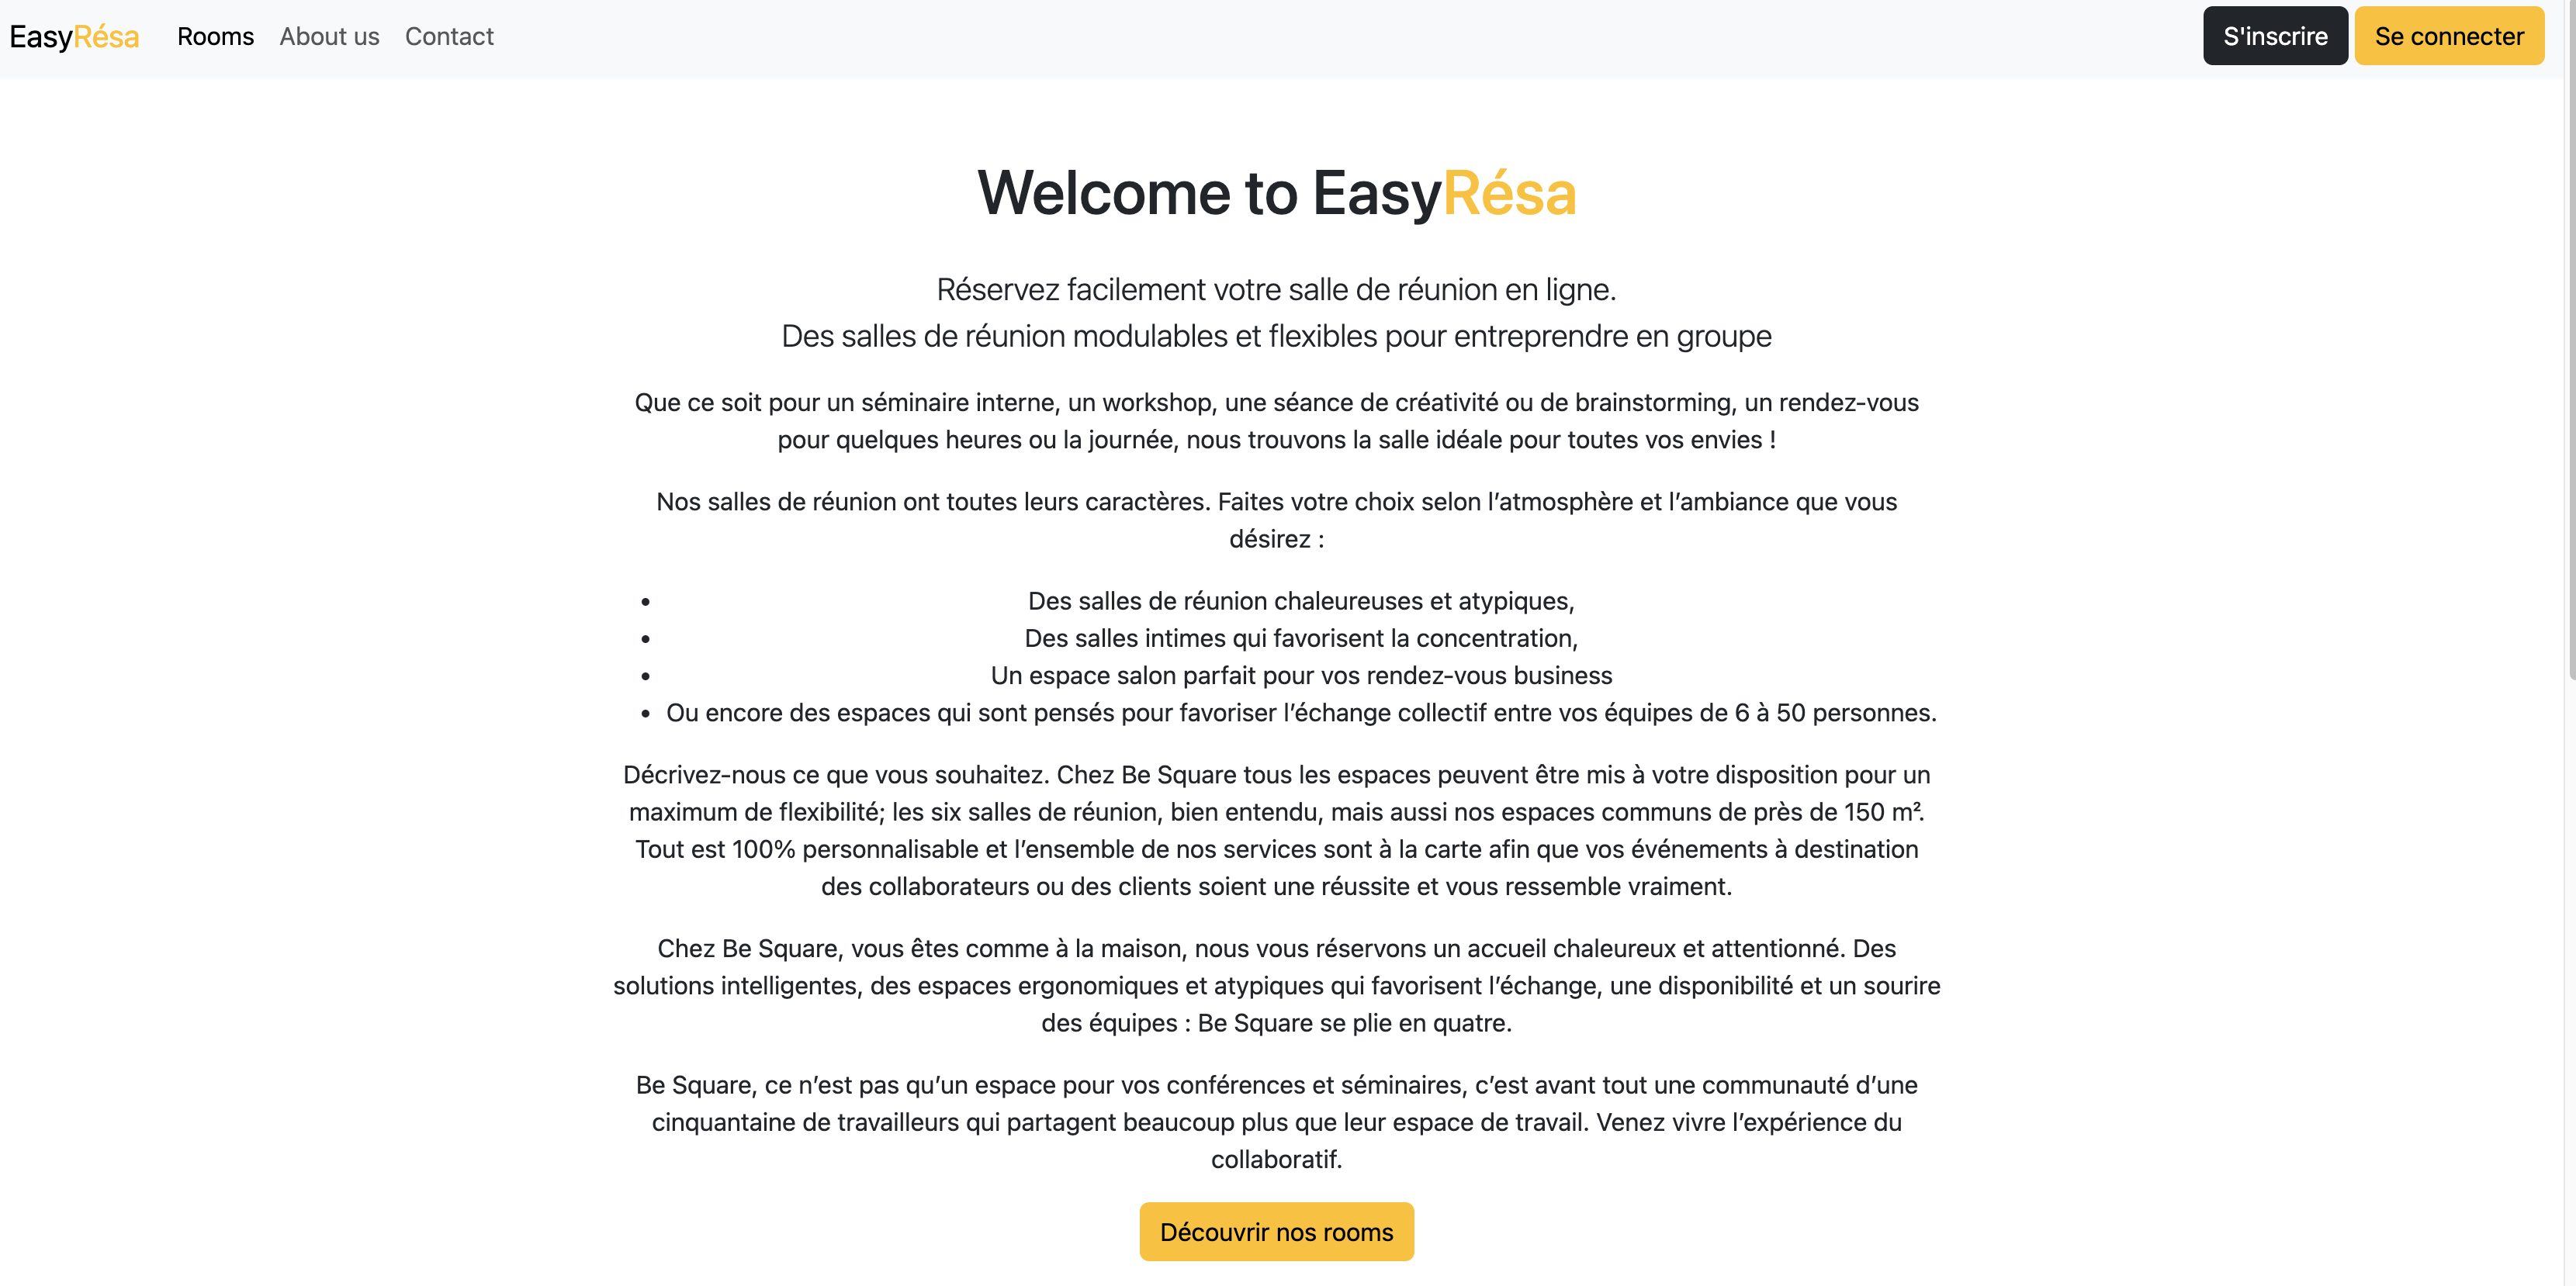 EasyRésa Rooms About us Contact S'inscrire Se connecter
Welcome to EasyRésa
Réservez facilement votre salle de réunion en ligne.
Des salles de réunion modulables et flexibles pour entreprendre en groupe
Que ce soit pour un séminaire interne, un workshop, une séance de créativité ou de brainstorming, un rendez-vous
pour quelques heures ou la journée, nous trouvons la salle idéale pour toutes vos envies !
Nos salles de réunion ont toutes leurs caractères. Faites votre choix selon l’atmosphère et l’ambiance que vous
désirez :
• Des salles de réunion chaleureuses et atypiques,
• Des salles intimes qui favorisent la concentration,
• Un espace salon parfait pour vos rendez-vous business
• Ou encore des espaces qui sont pensés pour favoriser l’échange collectif entre vos équipes de 6 à 50 personnes.
Décrivez-nous ce que vous souhaitez. Chez Be Square tous les espaces peuvent être mis à votre disposition pour un
maximum de flexibilité; les six salles de réunion, bien entendu, mais aussi nos espaces communs de près de 150 m².
Tout est 100% personnalisable et l’ensemble de nos services sont à la carte afin que vos événements à destination
des collaborateurs ou des clients soient une réussite et vous ressemble vraiment.
Chez Be Square, vous êtes comme à la maison, nous vous réservons un accueil chaleureux et attentionné. Des
solutions intelligentes, des espaces ergonomiques et atypiques qui favorisent l’échange, une disponibilité et un sourire
des équipes : Be Square se plie en quatre.
Be Square, ce n’est pas qu’un espace pour vos conférences et séminaires, c’est avant tout une communauté d’une
cinquantaine de travailleurs qui partagent beaucoup plus que leur espace de travail. Venez vivre l’expérience du
collaboratif.
Découvrir nos rooms